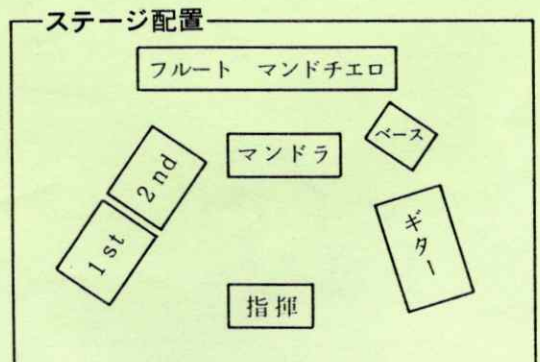 ステージ配置
フルート　マンドチエロ
ベース
マンドラ
2nd
1st
ギター
指揮